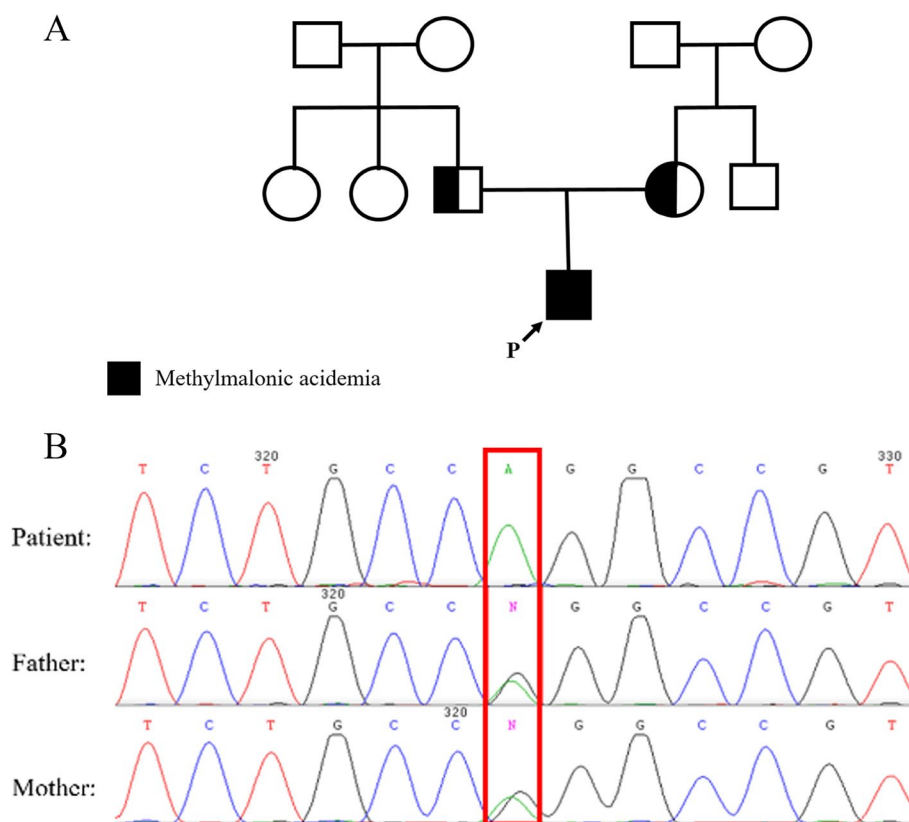 A
P
Methylmalonic acidemia
B
320 330
T C T G C C A G G C C G T
Patient:
320
T C T G C C N G G C C G T
Father:
320
T C T G C C N G G C C G T
Mother: